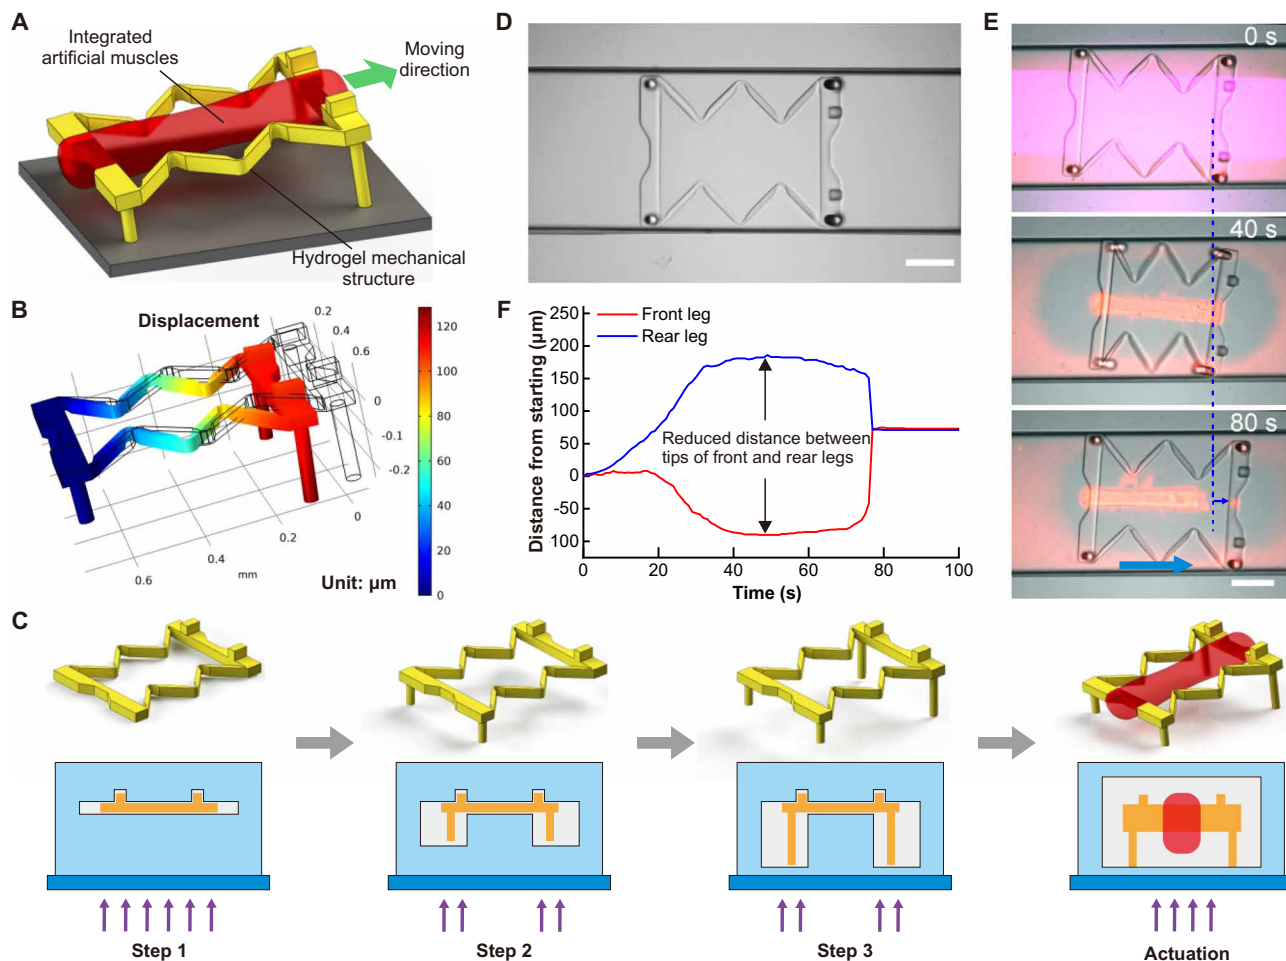 A
Integrated
artificial muscles
Moving
direction
Hydrogel mechanical
structure
B
Displacement
0.2
0.4
0.6
0
-0.1
-0.2
0
0.2
0.4
0.6
mm
Unit: µm
120
100
80
60
40
20
0
C
Step 1
Step 2
Step 3
Actuation
D
E
0 s
40 s
80 s
F
Front leg
Rear leg
Reduced distance between
tips of front and rear legs
Distance from starting (µm)
250
200
150
100
50
0
-50
100
0
20
40
60
80
100
Time (s)